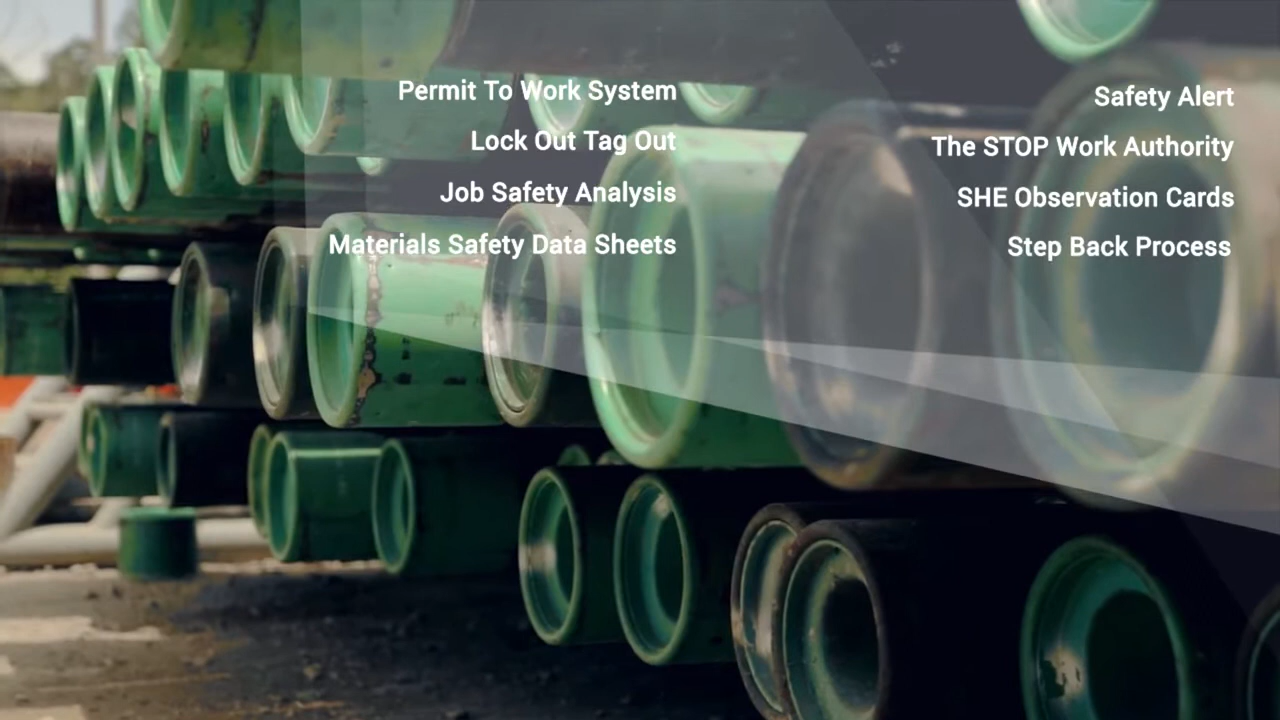 Permit To Work System
Lock Out Tag Out
Job Safety Analysis
Materials Safety Data Sheets
Safety Alert
The STOP Work Authority
SHE Observation Cards
Step Back Process